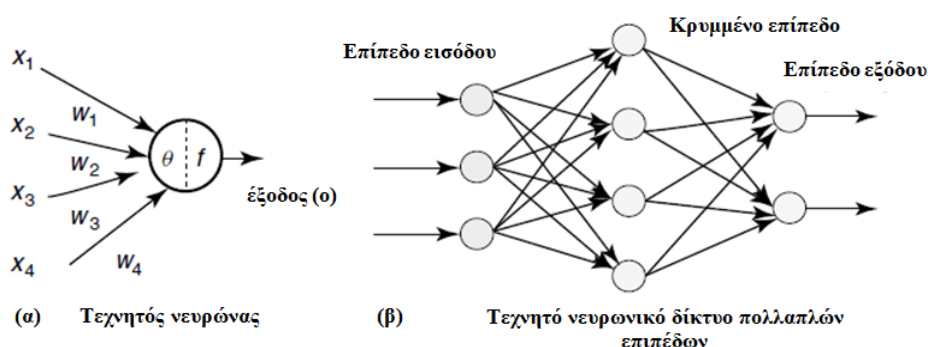 Κρυμμένο επίπεδο
Επίπεδο εισόδου
Επίπεδο εξόδου
X1
W1
X2
W2
X3
W3
X4
W4
θ f
έξοδος (ο)
(α) Τεχνητός νευρώνας
(β) Τεχνητό νευρωνικό δίκτυο πολλαπλών
επιπέδων